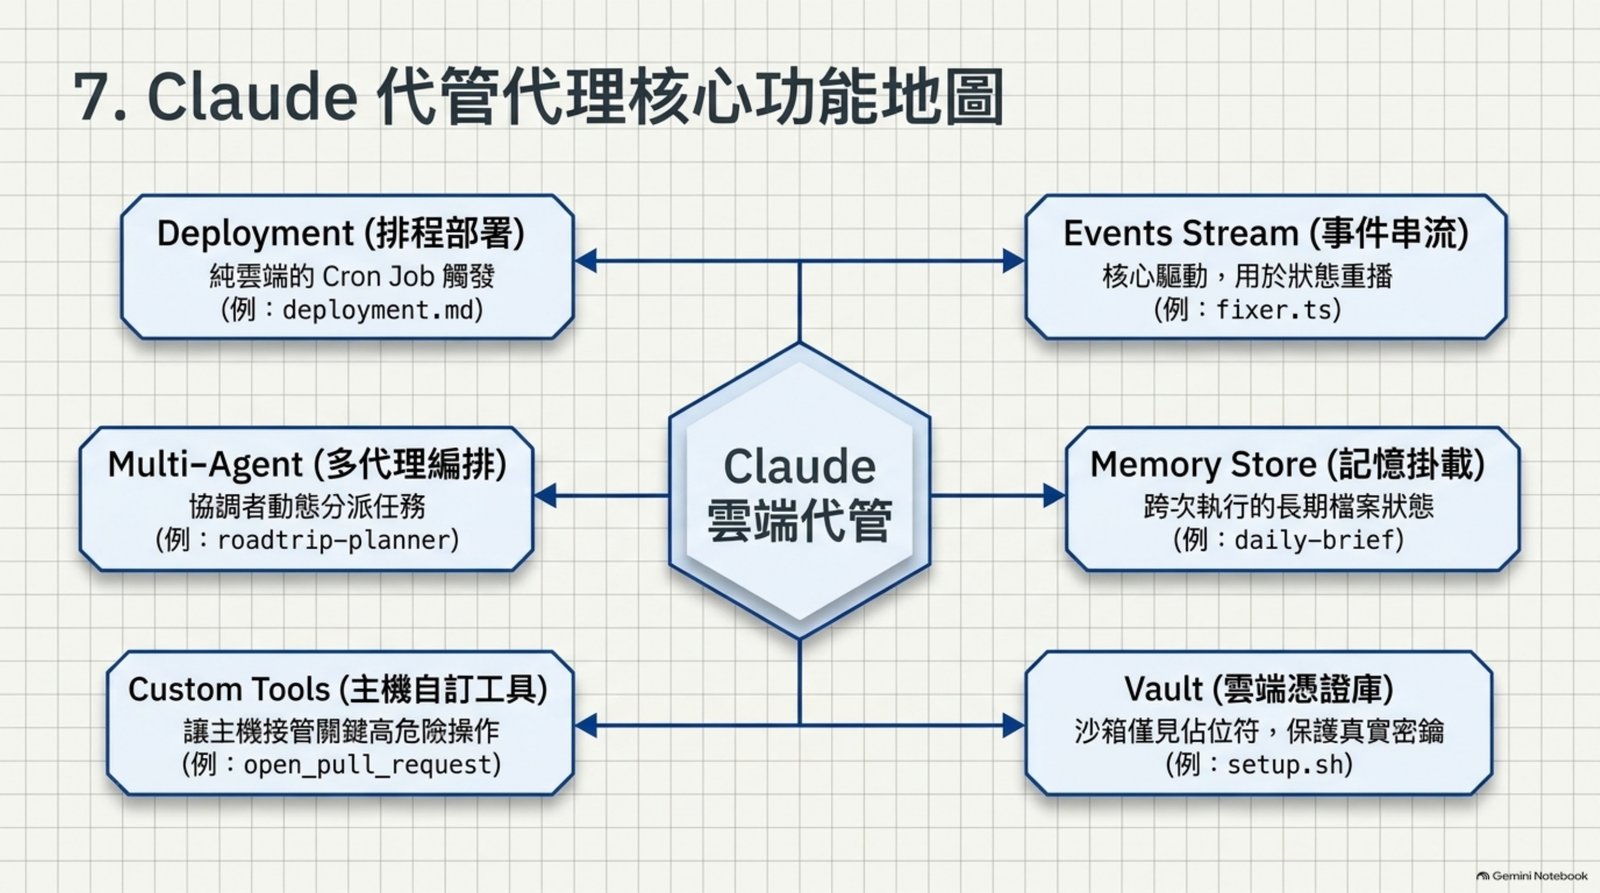 7. Claude 代管代理核心功能地圖
Deployment (排程部署)
純雲端的 Cron Job 觸發
(例：deployment.md)
Events Stream (事件串流)
核心驅動，用於狀態重播
(例：fixer.ts)
Multi-Agent (多代理編排)
協調者動態分派任務
(例：roadtrip-planner)
Claude
雲端代管
Memory Store (記憶掛載)
跨次執行的長期檔案狀態
(例：daily-brief)
Custom Tools (主機自訂工具)
讓主機接管關鍵高危險操作
(例：open_pull_request)
Vault (雲端憑證庫)
沙箱僅見佔位符，保護真實密鑰
(例：setup.sh)
Gemini Notebook